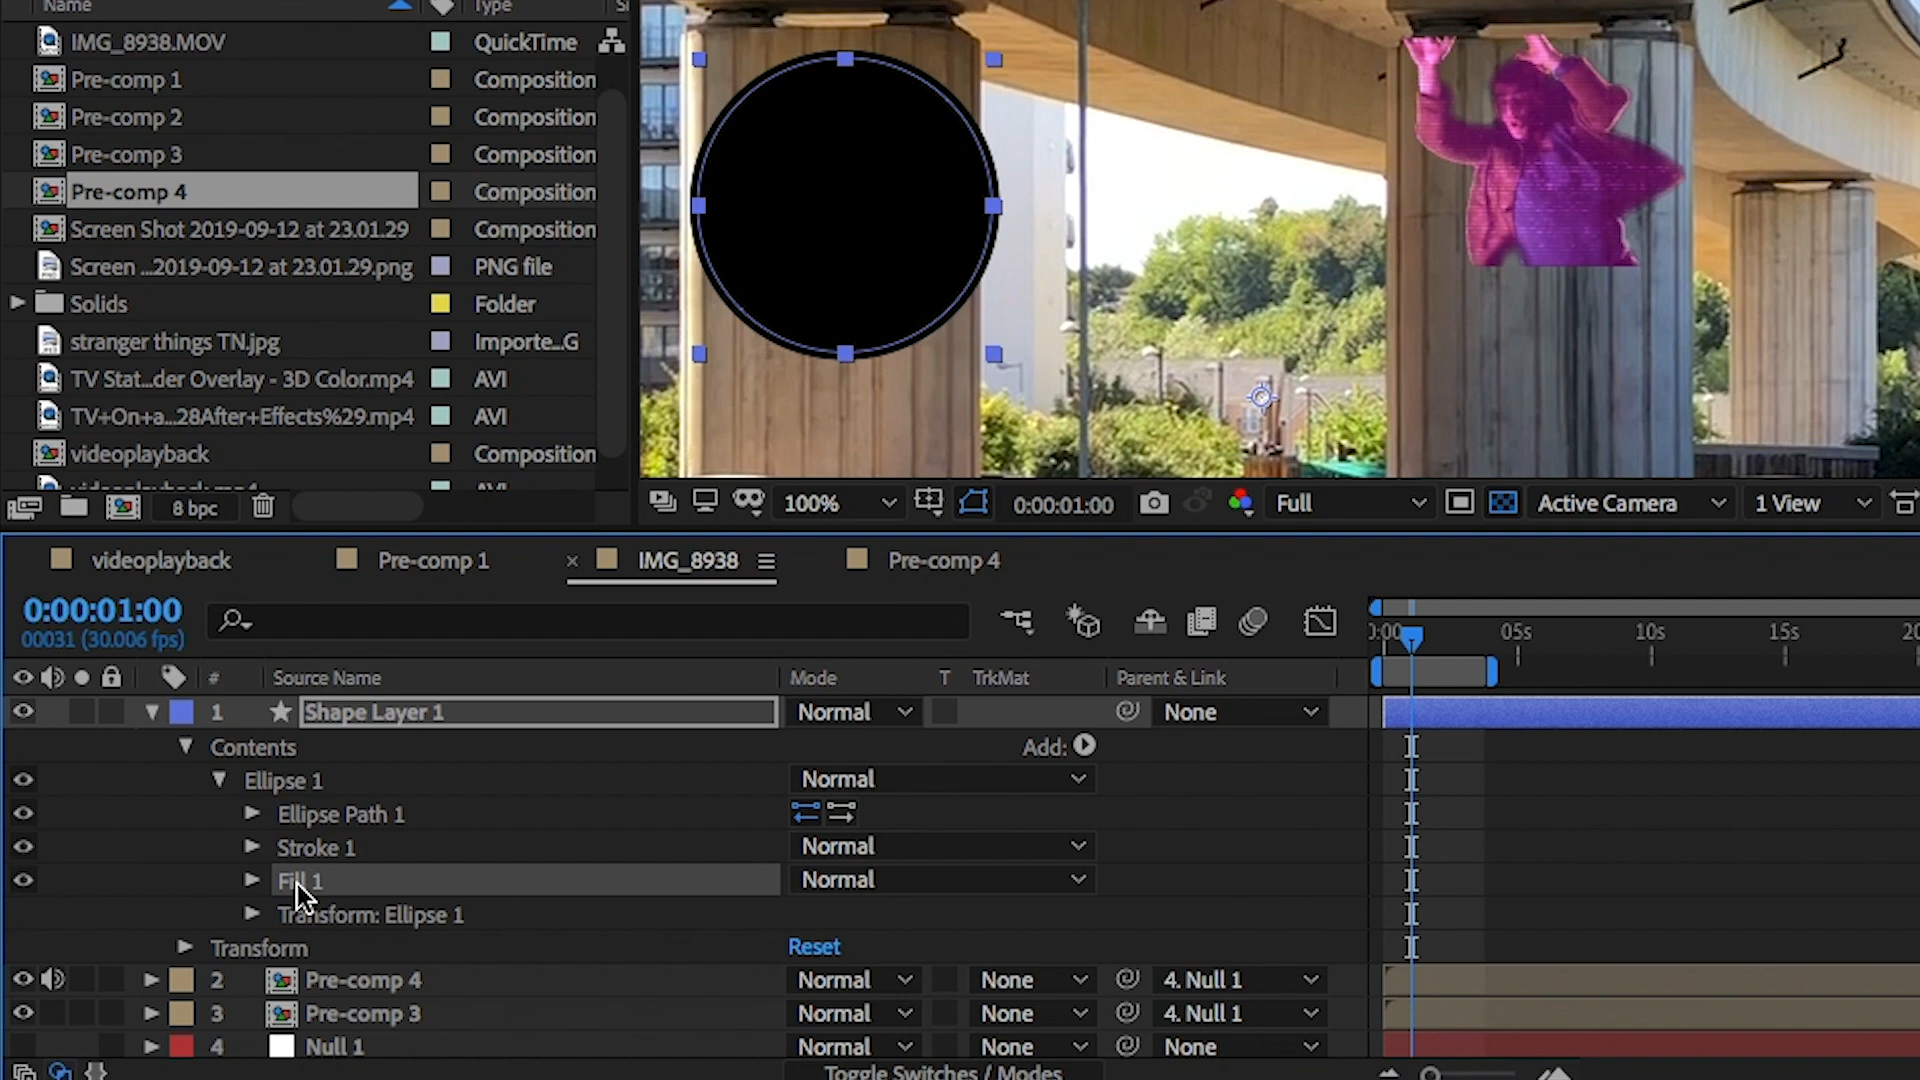 Name Type
IMG_8938.MOV QuickTime
Pre-comp 1 Composition
Pre-comp 2 Composition
Pre-comp 3 Composition
Pre-comp 4 Composition
Screen Shot 2019-09-12 at 23.01.29 Composition
Screen ...2019-09-12 at 23.01.29.png PNG file
Solids Folder
stranger things TN.jpg Importe...G
TV Stat...der Overlay - 3D Color.mp4 AVI
TV+On+a...28After+Effects%29.mp4 AVI
videoplayback Composition
8 bpc 100% 0:00:01:00 Full Active Camera 1 View
videoplayback Pre-comp 1 × IMG_8938 Pre-comp 4
0:00:01:00
00031 (30.006 fps)
05s 10s 15s
# Source Name Mode T TrkMat Parent & Link
1 Shape Layer 1 Normal None
Contents Add:
Ellipse 1 Normal
Ellipse Path 1
Stroke 1 Normal
Fill 1 Normal
Transform: Ellipse 1
Transform Reset
2 Pre-comp 4 Normal None 4. Null 1
3 Pre-comp 3 Normal None 4. Null 1
4 Null 1 Normal None None
Toggle Switches / Modes